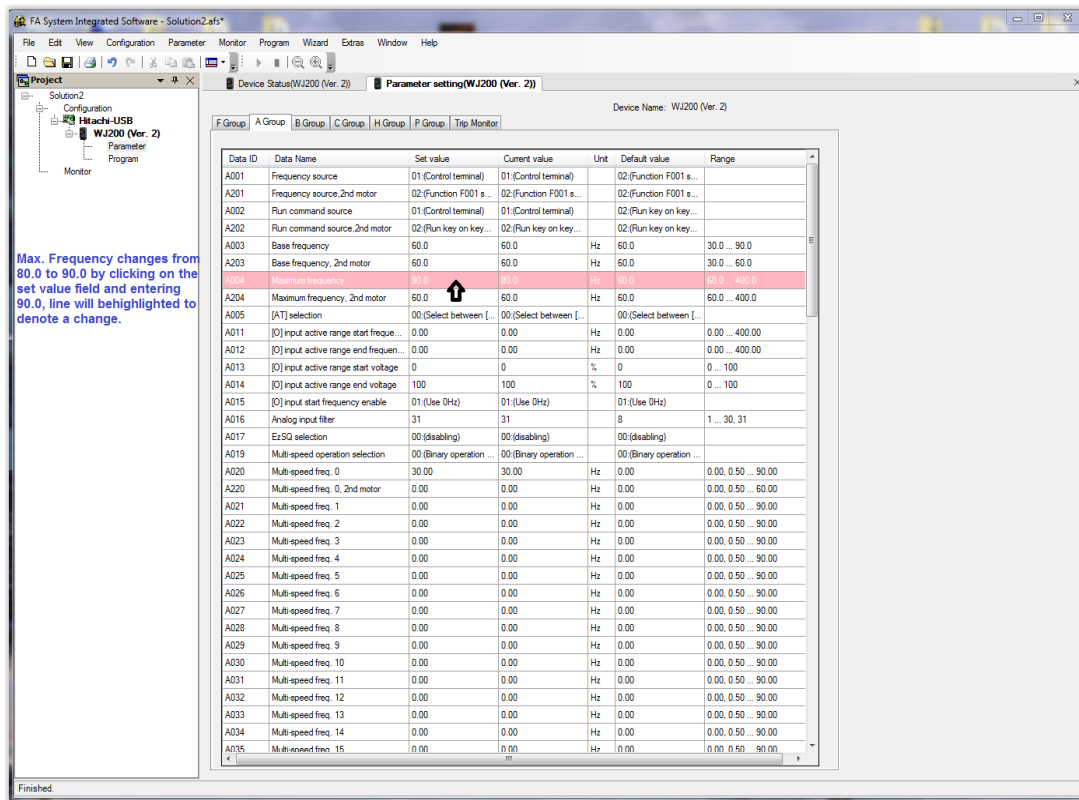 FA System Integrated Software - Solution2.afs*
File Edit View Configuration Parameter Monitor Program Wizard Extras Window Help
Project
Device Status(WJ200 (Ver. 2)) Parameter setting(WJ200 (Ver. 2))
Solution2
Configuration
Hitachi-USB
WJ200 (Ver. 2)
Parameter
Program
Monitor
Max. Frequency changes from
80.0 to 90.0 by clicking on the
set value field and entering
90.0, line will behighlighted to
denote a change.
Device Name: WJ200 (Ver. 2)
F Group A Group B Group C Group H Group P Group Trip Monitor
Data ID Data Name Set value Current value Unit Default value Range
A001 Frequency source 01:(Control terminal) 01:(Control terminal) 02:(Function F001 s...
A201 Frequency source,2nd motor 02:(Function F001 s... 02:(Function F001 s... 02:(Function F001 s...
A002 Run command source 01:(Control terminal) 01:(Control terminal) 02:(Run key on key...
A202 Run command source,2nd motor 02:(Run key on key... 02:(Run key on key... 02:(Run key on key...
A003 Base frequency 60.0 60.0 Hz 60.0 30.0 ... 90.0
A203 Base frequency, 2nd motor 60.0 60.0 Hz 60.0 30.0 ... 60.0
A004 Maximum frequency 90.0 80.0 Hz 60.0 60.0 ... 400.0
A204 Maximum frequency, 2nd motor 60.0 60.0 Hz 60.0 60.0 ... 400.0
A005 [AT] selection 00:(Select between [... 00:(Select between [... 00:(Select between [...
A011 [O] input active range start freque... 0.00 0.00 Hz 0.00 0.00 ... 400.00
A012 [O] input active range end frequen... 0.00 0.00 Hz 0.00 0.00 ... 400.00
A013 [O] input active range start voltage 0 0 % 0 0 ... 100
A014 [O] input active range end voltage 100 100 % 100 0 ... 100
A015 [O] input start frequency enable 01:(Use 0Hz) 01:(Use 0Hz) 01:(Use 0Hz)
A016 Analog input filter 31 31 8 1 ... 30, 31
A017 EzSQ selection 00:(disabling) 00:(disabling) 00:(disabling)
A019 Multi-speed operation selection 00:(Binary operation ... 00:(Binary operation ... 00:(Binary operation ...
A020 Multi-speed freq. 0 30.00 30.00 Hz 0.00 0.00, 0.50 ... 90.00
A220 Multi-speed freq. 0, 2nd motor 0.00 0.00 Hz 0.00 0.00, 0.50 ... 60.00
A021 Multi-speed freq. 1 0.00 0.00 Hz 0.00 0.00, 0.50 ... 90.00
A022 Multi-speed freq. 2 0.00 0.00 Hz 0.00 0.00, 0.50 ... 90.00
A023 Multi-speed freq. 3 0.00 0.00 Hz 0.00 0.00, 0.50 ... 90.00
A024 Multi-speed freq. 4 0.00 0.00 Hz 0.00 0.00, 0.50 ... 90.00
A025 Multi-speed freq. 5 0.00 0.00 Hz 0.00 0.00, 0.50 ... 90.00
A026 Multi-speed freq. 6 0.00 0.00 Hz 0.00 0.00, 0.50 ... 90.00
A027 Multi-speed freq. 7 0.00 0.00 Hz 0.00 0.00, 0.50 ... 90.00
A028 Multi-speed freq. 8 0.00 0.00 Hz 0.00 0.00, 0.50 ... 90.00
A029 Multi-speed freq. 9 0.00 0.00 Hz 0.00 0.00, 0.50 ... 90.00
A030 Multi-speed freq. 10 0.00 0.00 Hz 0.00 0.00, 0.50 ... 90.00
A031 Multi-speed freq. 11 0.00 0.00 Hz 0.00 0.00, 0.50 ... 90.00
A032 Multi-speed freq. 12 0.00 0.00 Hz 0.00 0.00, 0.50 ... 90.00
A033 Multi-speed freq. 13 0.00 0.00 Hz 0.00 0.00, 0.50 ... 90.00
A034 Multi-speed freq. 14 0.00 0.00 Hz 0.00 0.00, 0.50 ... 90.00
A035 Multi-speed freq. 15 0.00 0.00 Hz 0.00 0.00, 0.50 ... 90.00
Finished.